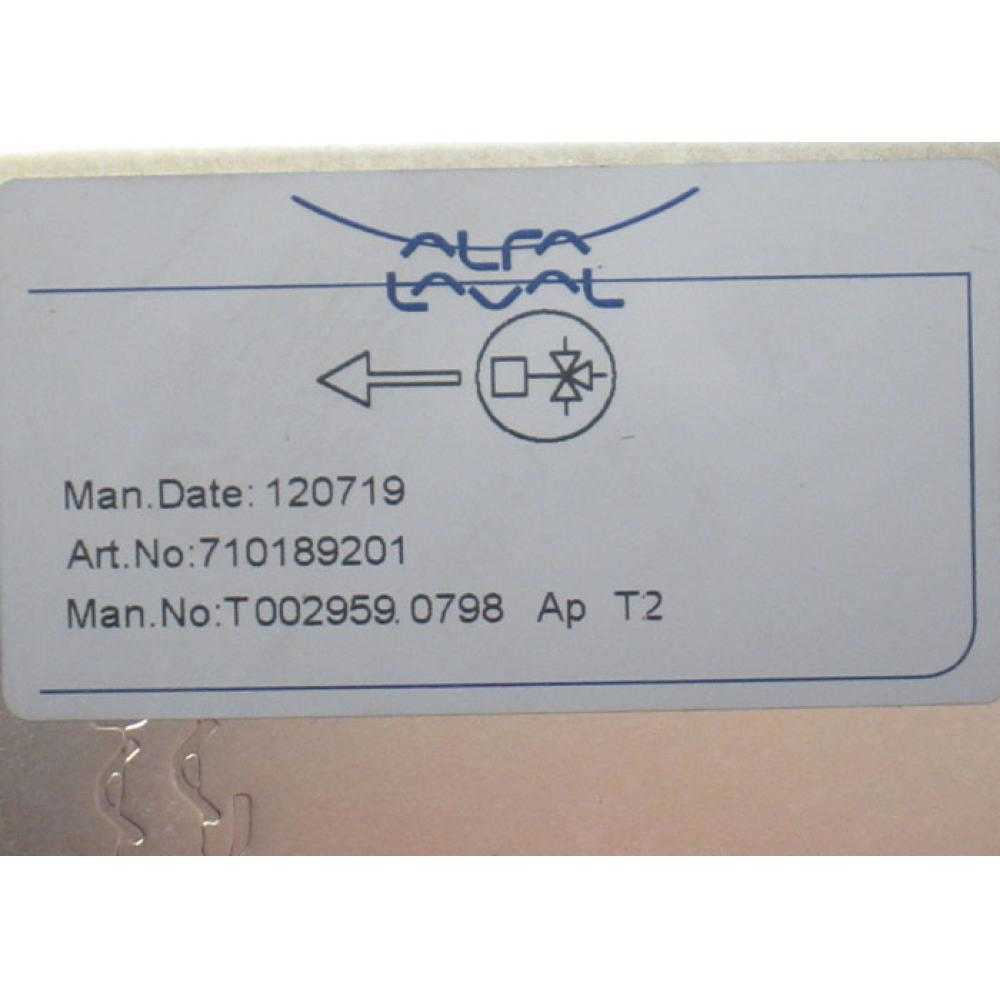 ALFA
LAVAL
Man.Date: 120719
Art.No:710189201
Man.No:T002959.0798 Ap T2